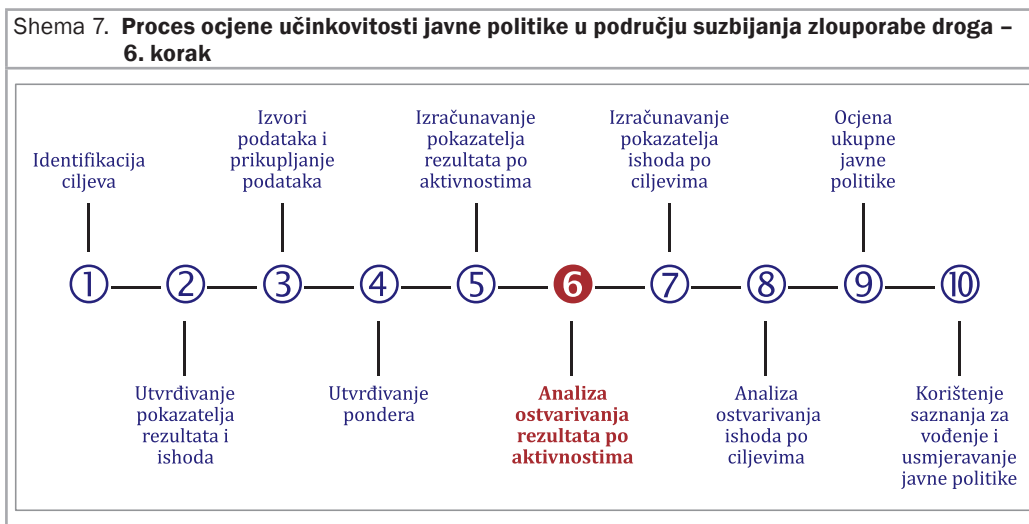 Shema 7. Proces ocjene učinkovitosti javne politike u području suzbijanja zlouporabe droga –
6. korak
Identifikacija
ciljeva
Izvori
podataka i
prikupljanje
podataka
Izračunavanje
pokazatelja
rezultata po
aktivnostima
Izračunavanje
pokazatelja
ishoda po
ciljevima
Ocjena
ukupne
javne
politike
1
2
3
4
5
6
7
8
9
10
Utvrđivanje
pokazatelja
rezultata i
ishoda
Utvrđivanje
pondera
Analiza
ostvarivanja
rezultata po
aktivnostima
Analiza
ostvarivanja
ishoda po
ciljevima
Korištenje
saznanja za
vođenje i
usmjeravanje
javne politike